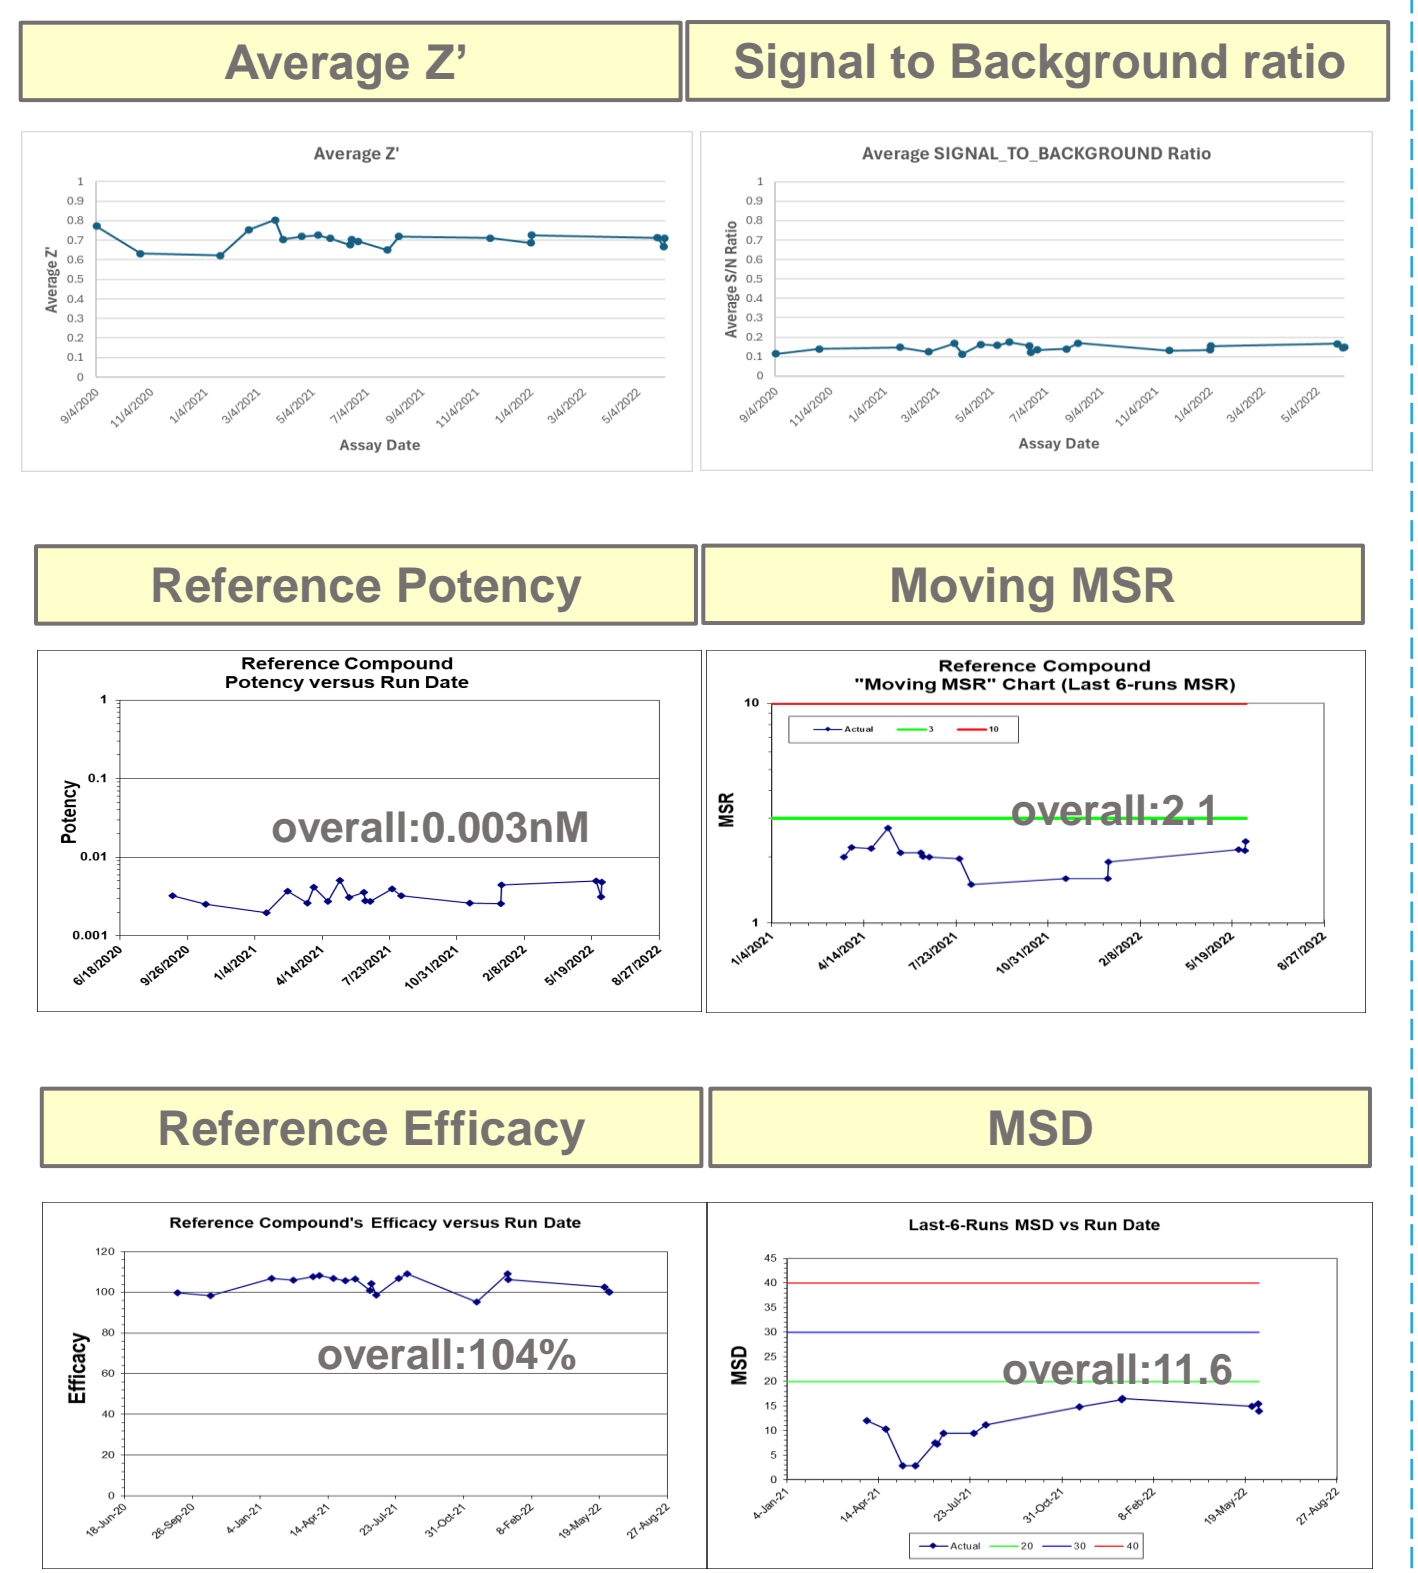 Average Z’
Signal to Background ratio
Average Z'
1
0.9
0.8
0.7
0.6
0.5
0.4
0.3
0.2
0.1
0
Average Z'
9/4/2020
11/4/2020
1/4/2021
3/4/2021
5/4/2021
7/4/2021
9/4/2021
11/4/2021
1/4/2022
3/4/2022
5/4/2022
Assay Date
Average SIGNAL_TO_BACKGROUND Ratio
1
0.9
0.8
0.7
0.6
0.5
0.4
0.3
0.2
0.1
0
Average S/N Ratio
9/4/2020
11/4/2020
1/4/2021
3/4/2021
5/4/2021
7/4/2021
9/4/2021
11/4/2021
1/4/2022
3/4/2022
5/4/2022
Assay Date
Reference Potency
Moving MSR
Reference Compound
Potency versus Run Date
1
0.1
0.01
0.001
Potency
overall:0.003nM
6/18/2020
9/26/2020
1/4/2021
4/14/2021
7/23/2021
10/31/2021
2/8/2022
5/19/2022
8/27/2022
Reference Compound
"Moving MSR" Chart (Last 6-runs MSR)
10
1
Actual 3 10
MSR
overall:2.1
1/4/2021
4/14/2021
7/23/2021
10/31/2021
2/8/2022
5/19/2022
8/27/2022
Reference Efficacy
MSD
Reference Compound's Efficacy versus Run Date
120
100
80
60
40
20
0
Efficacy
overall:104%
18-Jun-20
26-Sep-20
4-Jan-21
14-Apr-21
23-Jul-21
31-Oct-21
8-Feb-22
19-May-22
27-Aug-22
Last-6-Runs MSD vs Run Date
45
40
35
30
25
20
15
10
5
0
MSD
overall:11.6
4-Jan-21
14-Apr-21
23-Jul-21
31-Oct-21
8-Feb-22
19-May-22
27-Aug-22
Actual 20 30 40